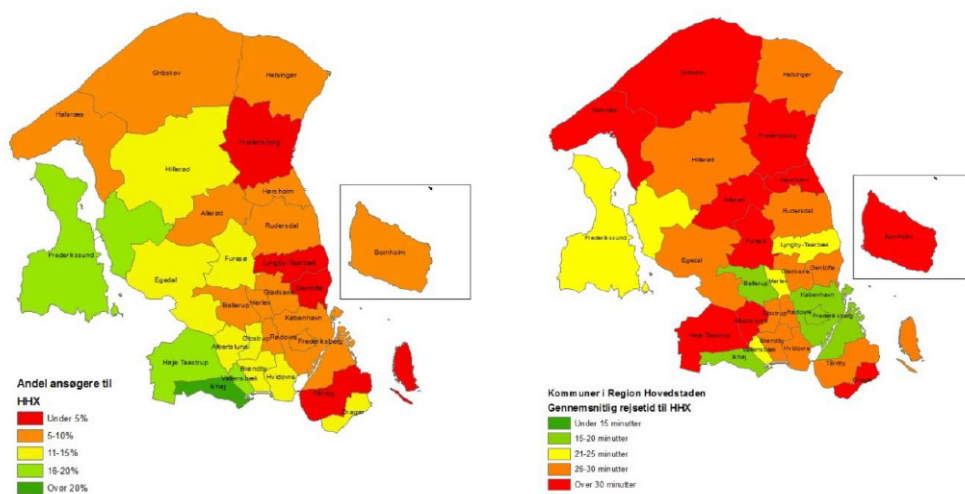 Gribskov
Helsingør
Halsnæs
Fredensborg
Hillerød
Hørsholm
Allerød
Rudersdal
Bornholm
Frederikssund
Furesø
Egedal
Lyngby-Taarbæk
Gentofte
Gladsaxe
Ballerup
Herlev
København
Glostrup
Rødovre
Frederiksberg
Albertslund
Høje Taastrup
Brøndby
Vallensbæk
Hvidovre
Ishøj
Tårnby
Dragør
Andel ansøgere til
HHX
Under 5%
5-10%
11-15%
16-20%
Over 20%
Gribskov
Helsingør
Halsnæs
Fredensborg
Hillerød
Hørsholm
Allerød
Rudersdal
Bornholm
Frederikssund
Furesø
Lyngby-Taarbæk
Egedal
Gladsaxe
Gentofte
Ballerup
Herlev
København
Glostrup
Rødovre
Frederiksberg
Albertslund
Høje Taastrup
Brøndby
Vallensbæk
Hvidovre
Ishøj
Tårnby
Dragør
Kommuner i Region Hovedstaden
Gennemsnitlig rejsetid til HHX
Under 15 minutter
15-20 minutter
21-25 minutter
26-30 minutter
Over 30 minutter